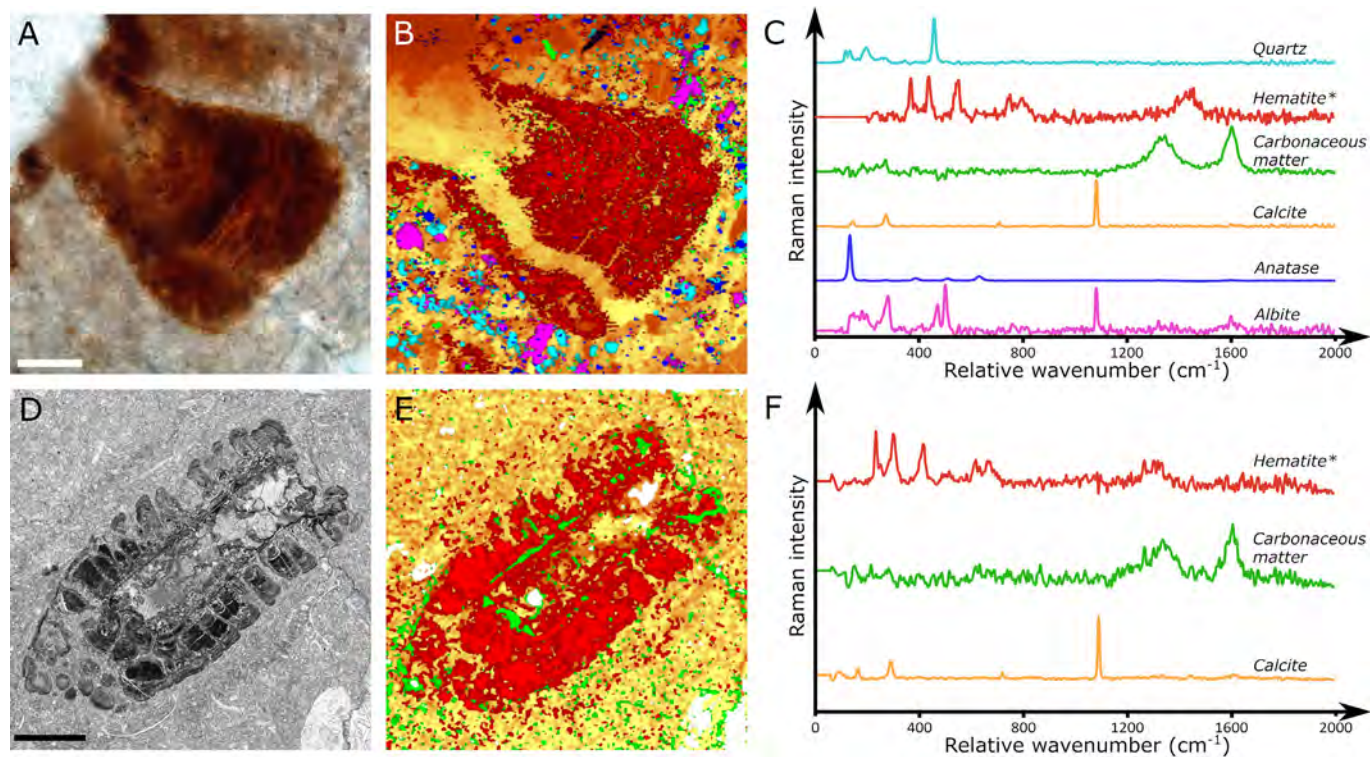 A
B
C
Quartz
Hematite*
Carbonaceous
matter
Calcite
Anatase
Albite
Raman intensity
0
400
800
1200
1600
2000
Relative wavenumber (cm⁻¹)
D
E
F
Hematite*
Carbonaceous
matter
Calcite
Raman intensity
0
400
800
1200
1600
2000
Relative wavenumber (cm⁻¹)